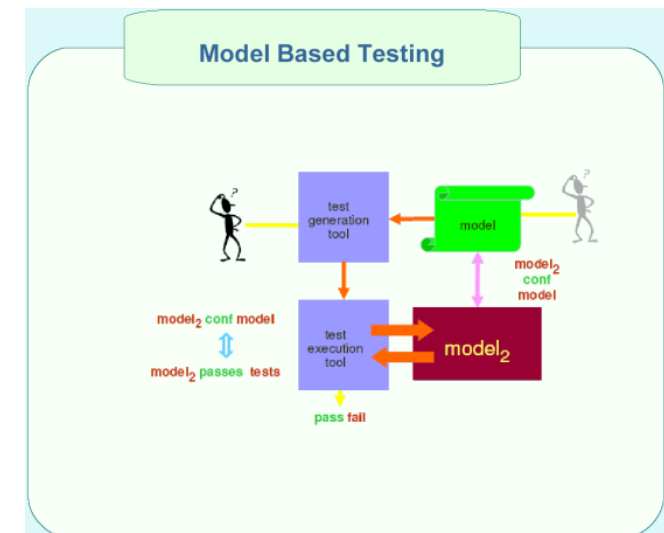 Model Based Testing
?
?
test
generation
tool
model
model₂
conf
model
model₂ conf model
model₂ passes tests
test
execution
tool
model₂
pass fail